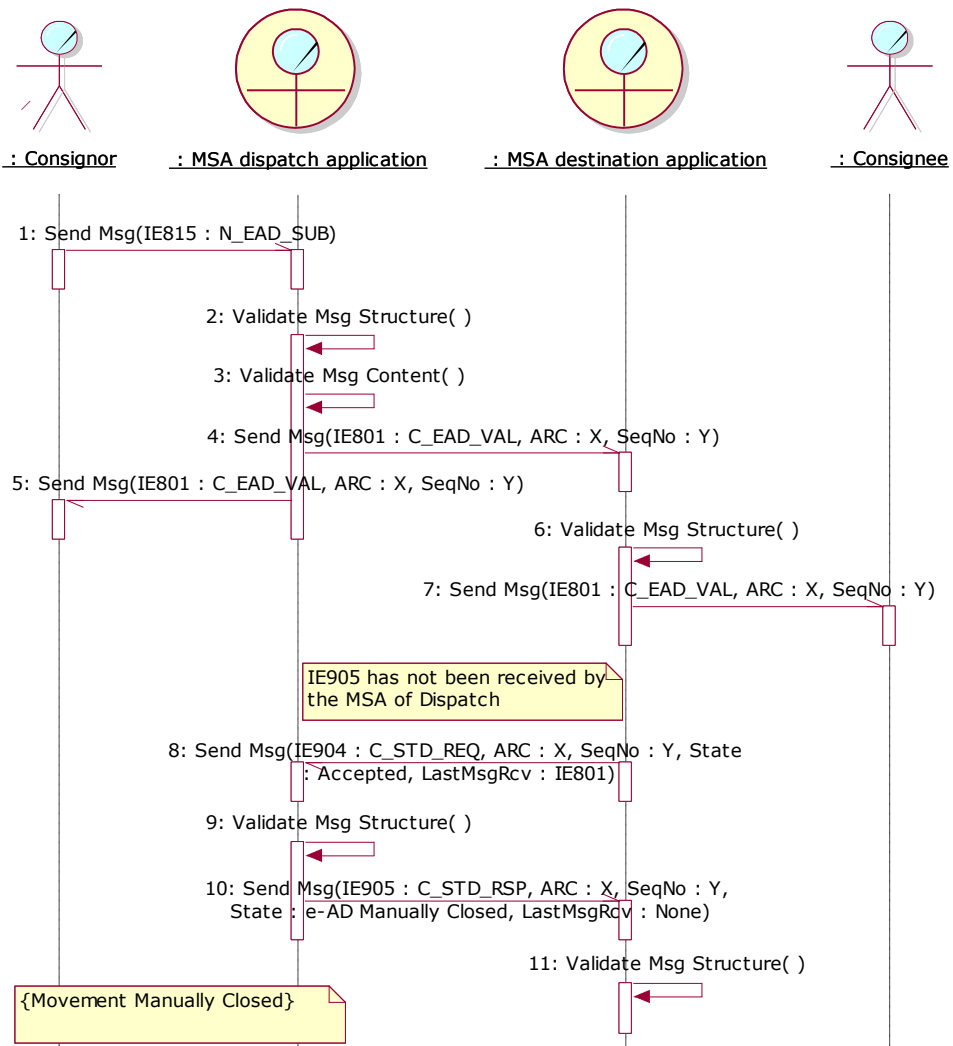 : Consignor
: MSA dispatch application
: MSA destination application
: Consignee
1: Send Msg(IE815 : N_EAD_SUB)
2: Validate Msg Structure( )
3: Validate Msg Content( )
4: Send Msg(IE801 : C_EAD_VAL, ARC : X, SeqNo : Y)
5: Send Msg(IE801 : C_EAD_VAL, ARC : X, SeqNo : Y)
6: Validate Msg Structure( )
7: Send Msg(IE801 : C_EAD_VAL, ARC : X, SeqNo : Y)
IE905 has not been received by
the MSA of Dispatch
8: Send Msg(IE904 : C_STD_REQ, ARC : X, SeqNo : Y, State
: Accepted, LastMsgRcv : IE801)
9: Validate Msg Structure( )
10: Send Msg(IE905 : C_STD_RSP, ARC : X, SeqNo : Y,
State : e-AD Manually Closed, LastMsgRcv : None)
11: Validate Msg Structure( )
{Movement Manually Closed}